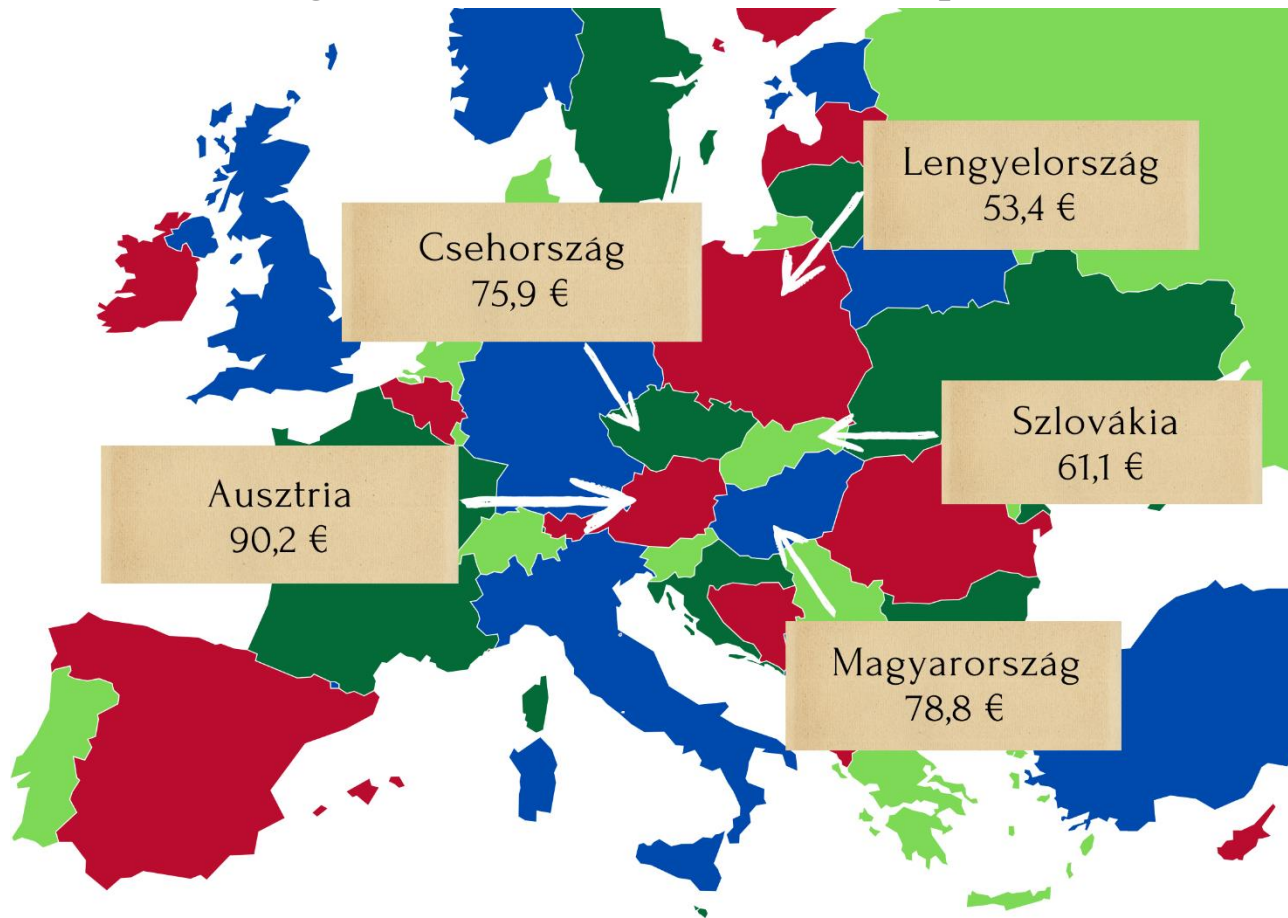 Lengyelország
53,4 €
Csehország
75,9 €
Szlovákia
61,1 €
Ausztria
90,2 €
Magyarország
78,8 €